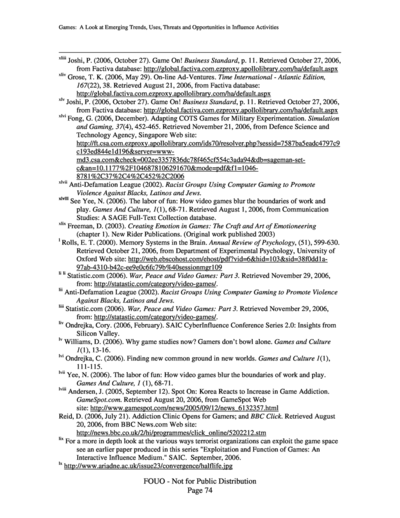 Games: A Look at Emerging Trends, Uses, Threats and Opportunities in Influence Activities
xliii Joshi, P. (2006, October 27). Game On! Business Standard, p. 11. Retrieved October 27, 2006,
from Factiva database: http://global.factiva.com.ezproxy.apollolibrary.com/ha/default.aspx
xliv Grose, T. K. (2006, May 29). On-line Ad-Ventures. Time International - Atlantic Edition,
167(22), 38. Retrieved August 21, 2006, from Factiva database:
http://global.factiva.com.ezproxy.apollolibrary.com/ha/default.aspx
xlv Joshi, P. (2006, October 27). Game On! Business Standard, p. 11. Retrieved October 27, 2006,
from Factiva database: http://global.factiva.com.ezproxy.apollolibrary.com/ha/default.aspx
xlvi Fong, G. (2006, December). Adapting COTS Games for Military Experimentation. Simulation
and Gaming, 37(4), 452-465. Retrieved November 21, 2006, from Defence Science and
Technology Agency, Singapore Web site:
http://ft.csa.com.ezproxy.apollolibrary.com/ids70/resolver.php?sessid=7587ba5eadc4797c9
c193ed844e1d196&server=www-
md3.csa.com&check=002ee3357836dc78f465cf554c3ada94&db=sageman-set-
c&an=10.1177%2F1046878106291670&mode=pdf&f1=1046-
8781%2C37%2C4%2C452%2C2006
xlvii Anti-Defamation League (2002). Racist Groups Using Computer Gaming to Promote
Violence Against Blacks, Latinos and Jews.
xlviii See Yee, N. (2006). The labor of fun: How video games blur the boundaries of work and
play. Games And Culture, 1(1), 68-71. Retrieved August 1, 2006, from Communication
Studies: A SAGE Full-Text Collection database.
xlix Freeman, D. (2003). Creating Emotion in Games: The Craft and Art of Emotioneering
(chapter 1). New Rider Publications. (Original work published 2003)
l Rolls, E. T. (2000). Memory Systems in the Brain. Annual Review of Psychology, (51), 599-630.
Retrieved October 21, 2006, from Department of Experimental Psychology, University of
Oxford Web site: http://web.ebscohost.com/ehost/pdf?vid=6&hid=103&sid=38f0dd1a-
97ab-4310-b42c-ee9e0c6fc79b%40sessionmgr109
li Statastic.com (2006). War, Peace and Video Games: Part 3. Retrieved November 29, 2006,
from: http://statastic.com/category/video-games/.
lii Anti-Defamation League (2002). Racist Groups Using Computer Gaming to Promote Violence
Against Blacks, Latinos and Jews.
liii Statastic.com (2006). War, Peace and Video Games: Part 3. Retrieved November 29, 2006,
from: http://statastic.com/category/video-games/.
liv Ondrejka, Cory. (2006, February). SAIC CyberInfluence Conference Series 2.0: Insights from
Silicon Valley.
lv Williams, D. (2006). Why game studies now? Gamers don't bowl alone. Games and Culture
1(1), 13-16.
lvi Ondrejka, C. (2006). Finding new common ground in new worlds. Games and Culture 1(1),
111-115.
lvii Yee, N. (2006). The labor of fun: How video games blur the boundaries of work and play.
Games And Culture, 1 (1), 68-71.
lviii Andersen, J. (2005, September 12). Spot On: Korea Reacts to Increase in Game Addiction.
GameSpot.com. Retrieved August 20, 2006, from GameSpot Web
site: http://www.gamespot.com/news/2005/09/12/news_6132357.html
Reid, D. (2006, July 21). Addiction Clinic Opens for Gamers; and BBC Click. Retrieved August
20, 2006, from BBC News.com Web site:
http://news.bbc.co.uk/2/hi/programmes/click_online/5202212.stm
lix For a more in depth look at the various ways terrorist organizations can exploit the game space
see an earlier paper produced in this series "Exploitation and Function of Games: An
Interactive Influence Medium." SAIC. September, 2006.
lx http://www.ariadne.ac.uk/issue23/convergence/halflife.jpg
FOUO - Not for Public Distribution
Page 74